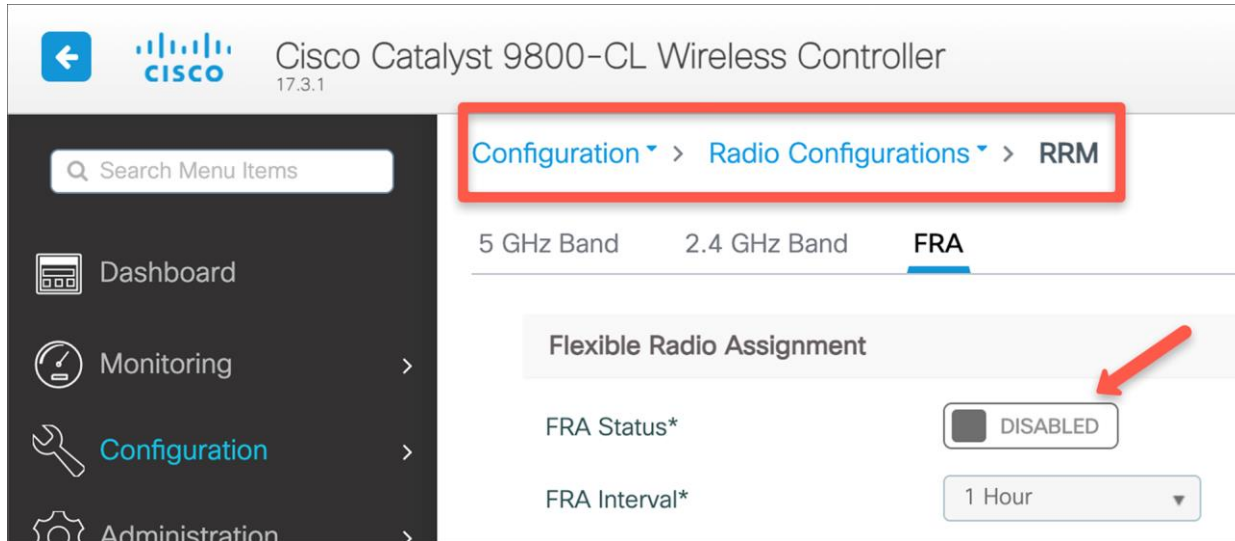 CISCO
Cisco Catalyst 9800-CL Wireless Controller
17.3.1
Search Menu Items
Configuration > Radio Configurations > RRM
5 GHz Band 2.4 GHz Band FRA
Dashboard
Flexible Radio Assignment
Monitoring
FRA Status* DISABLED
Configuration
FRA Interval* 1 Hour
Administration